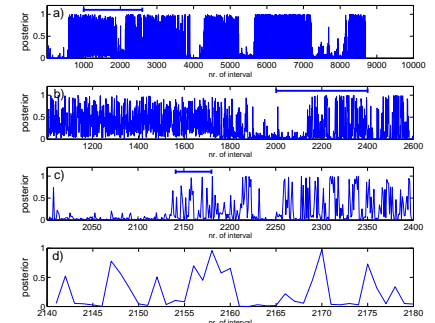 a)
posterior
1
0.5
0
1000 2000 3000 4000 5000 6000 7000 8000 9000 10000
nr. of interval
b)
posterior
1
0.5
0
1200 1400 1600 1800 2000 2200 2400 2600
nr. of interval
c)
posterior
1
0.5
0
2050 2100 2150 2200 2250 2300 2350 2400
nr. of interval
d)
posterior
1
0.5
0
2140 2145 2150 2155 2160 2165 2170 2175 2180
nr. of interval